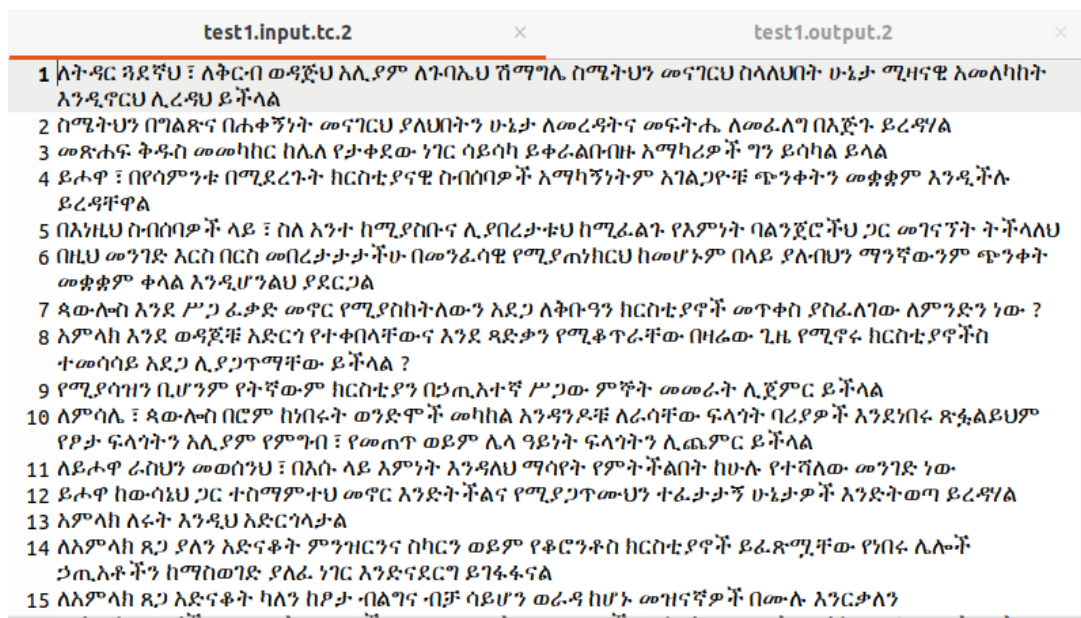 test1.input.tc.2 × test1.output.2 ×
1 ለትዳር ጓደኛህ ፣ ለቅርብ ወዳጅህ አሊያም ለጉባኤህ ሽማግሌ ስሜትህን መናገርህ ስላለህበት ሁኔታ ሚዛናዊ አመለካከት
እንዲኖርህ ሊረዳህ ይችላል
2 ስሜትህን በግልጽና በሐቀኝነት መናገርህ ያለህበትን ሁኔታ ለመረዳትና መፍትሔ ለመፈለግ በእጅጉ ይረዳሃል
3 መጽሐፍ ቅዱስ መመካከር ከሌለ የታቀደው ነገር ሳይሳካ ይቀራልበብዙ አማካሪዎች ግን ይሳካል ይላል
4 ይሖዋ ፣ በየሳምንቱ በሚደረጉት ክርስቲያናዊ ስብሰባዎች አማካኝነትም አገልጋዮቹ ጭንቀትን መቋቋም እንዲችሉ
ይረዳቸዋል
5 በእነዚህ ስብሰባዎች ላይ ፣ ስለ አንተ ከሚያስቡና ሊያበረታቱህ ከሚፈልጉ የእምነት ባልንጀሮችህ ጋር መገናኘት ትችላለህ
6 በዚህ መንገድ እርስ በርስ መበረታታታችሁ በመንፈሳዊ የሚያጠነክርህ ከመሆኑም በላይ ያለብህን ማንኛውንም ጭንቀት
መቋቋም ቀላል እንዲሆንልህ ያደርጋል
7 ጳውሎስ እንደ ሥጋ ፈቃድ መኖር የሚያስከትለውን አደጋ ለቅቡዓን ክርስቲያኖች መጥቀስ ያስፈለገው ለምንድን ነው ?
8 አምላክ እንደ ወዳጆቹ አድርጎ የተቀበላቸውና እንደ ጻድቃን የሚቆጥራቸው በዛሬው ጊዜ የሚኖሩ ክርስቲያኖችስ
ተመሳሳይ አደጋ ሊያጋጥማቸው ይችላል ?
9 የሚያሳዝን ቢሆንም የትኛውም ክርስቲያን በኃጢአተኛ ሥጋው ምኞት መመራት ሊጀምር ይችላል
10 ለምሳሌ ፣ ጳውሎስ በሮም ከነበሩት ወንድሞች መካከል አንዳንዶቹ ለራሳቸው ፍላጎት ባሪያዎች እንደነበሩ ጽፏልይህም
የፆታ ፍላጎትን አሊያም የምግብ ፣ የመጠጥ ወይም ሌላ ዓይነት ፍላጎትን ሊጨምር ይችላል
11 ለይሖዋ ራስህን መወሰንህ ፣ በእሱ ላይ እምነት እንዳለህ ማሳየት የምትችልበት ከሁሉ የተሻለው መንገድ ነው
12 ይሖዋ ከውሳኔህ ጋር ተስማምተህ መኖር እንድትችልና የሚያጋጥሙህን ተፈታታኝ ሁኔታዎች እንድትወጣ ይረዳሃል
13 አምላክ ለሩት እንዲህ አድርጎላታል
14 ለአምላክ ጸጋ ያለን አድናቆት ምንዝርንና ስካርን ወይም የቆሮንቶስ ክርስቲያኖች ይፈጽሟቸው የነበሩ ሌሎች
ኃጢአቶችን ከማስወገድ ያለፈ ነገር እንድናደርግ ይገፋፋናል
15 ለአምላክ ጸጋ አድናቆት ካለን ከፆታ ብልግና ብቻ ሳይሆን ወራዳ ከሆኑ መዝናኛዎች በሙሉ እንርቃለን